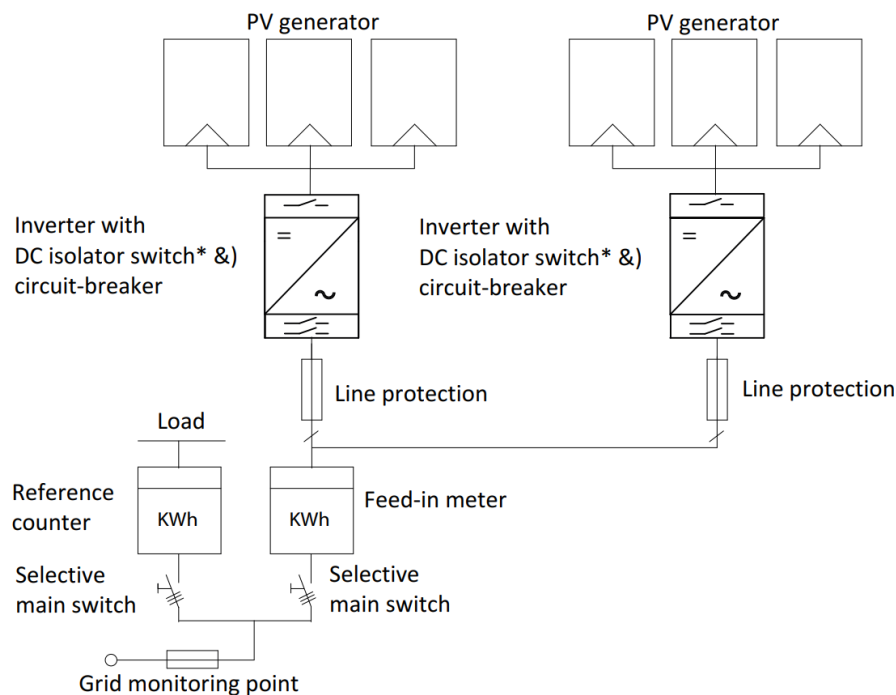 PV generator
PV generator
Inverter with
DC isolator switch* &)
circuit-breaker
Inverter with
DC isolator switch* &)
circuit-breaker
Line protection
Line protection
Load
Reference
counter
KWh
KWh
Feed-in meter
Selective
main switch
Selective
main switch
Grid monitoring point